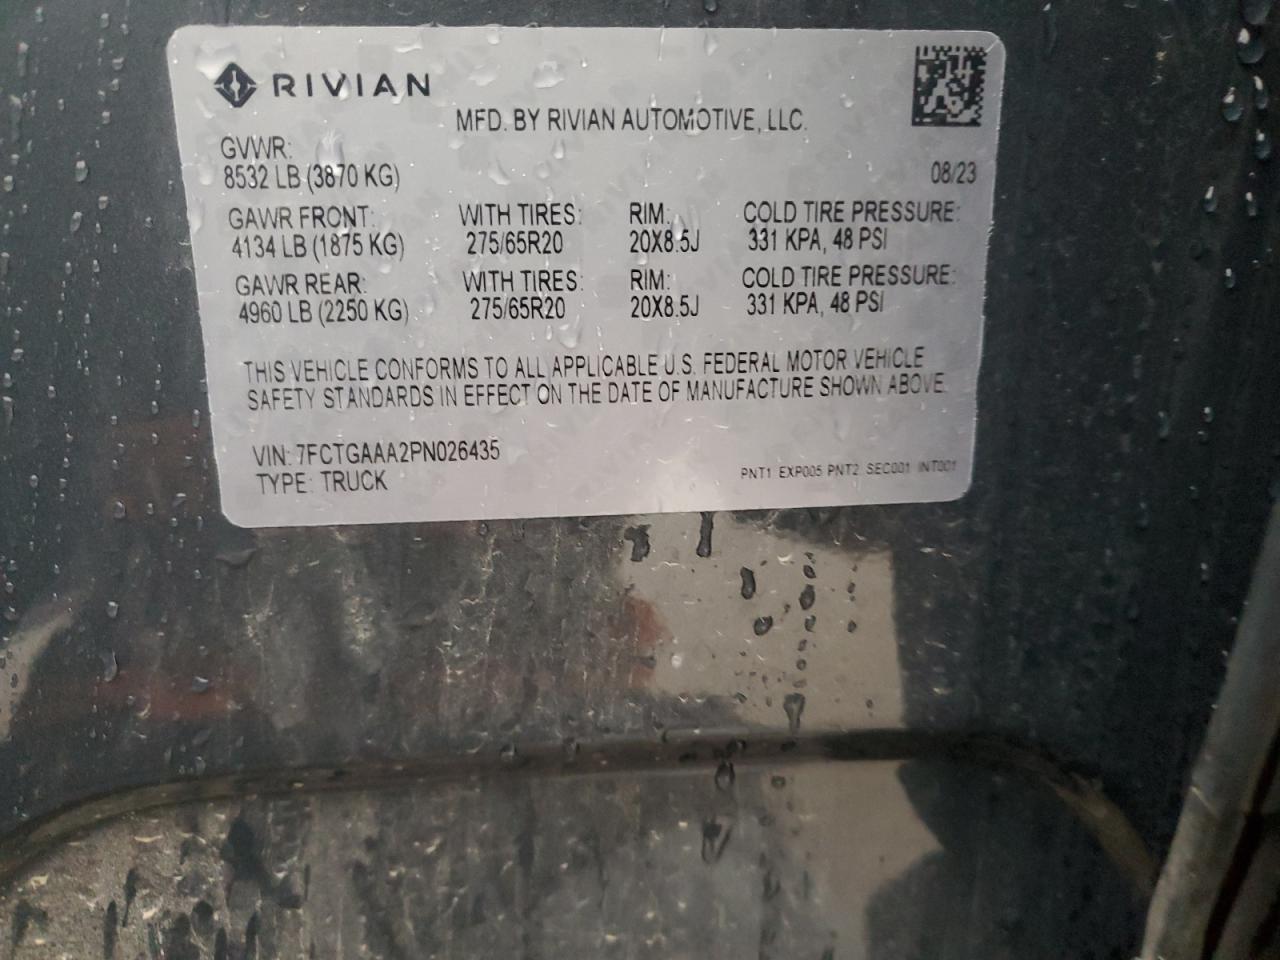 RIVIAN
MFD. BY RIVIAN AUTOMOTIVE, LLC.
GVWR:
8532 LB (3870 KG)
08/23
GAWR FRONT: WITH TIRES: RIM: COLD TIRE PRESSURE:
4134 LB (1875 KG) 275/65R20 20X8.5J 331 KPA, 48 PSI
GAWR REAR: WITH TIRES: RIM: COLD TIRE PRESSURE:
4960 LB (2250 KG) 275/65R20 20X8.5J 331 KPA, 48 PSI
THIS VEHICLE CONFORMS TO ALL APPLICABLE U.S. FEDERAL MOTOR VEHICLE
SAFETY STANDARDS IN EFFECT ON THE DATE OF MANUFACTURE SHOWN ABOVE.
VIN: 7FCTGAAA2PN026435
TYPE: TRUCK
PNT1 EXP005 PNT2 SEC001 INT001